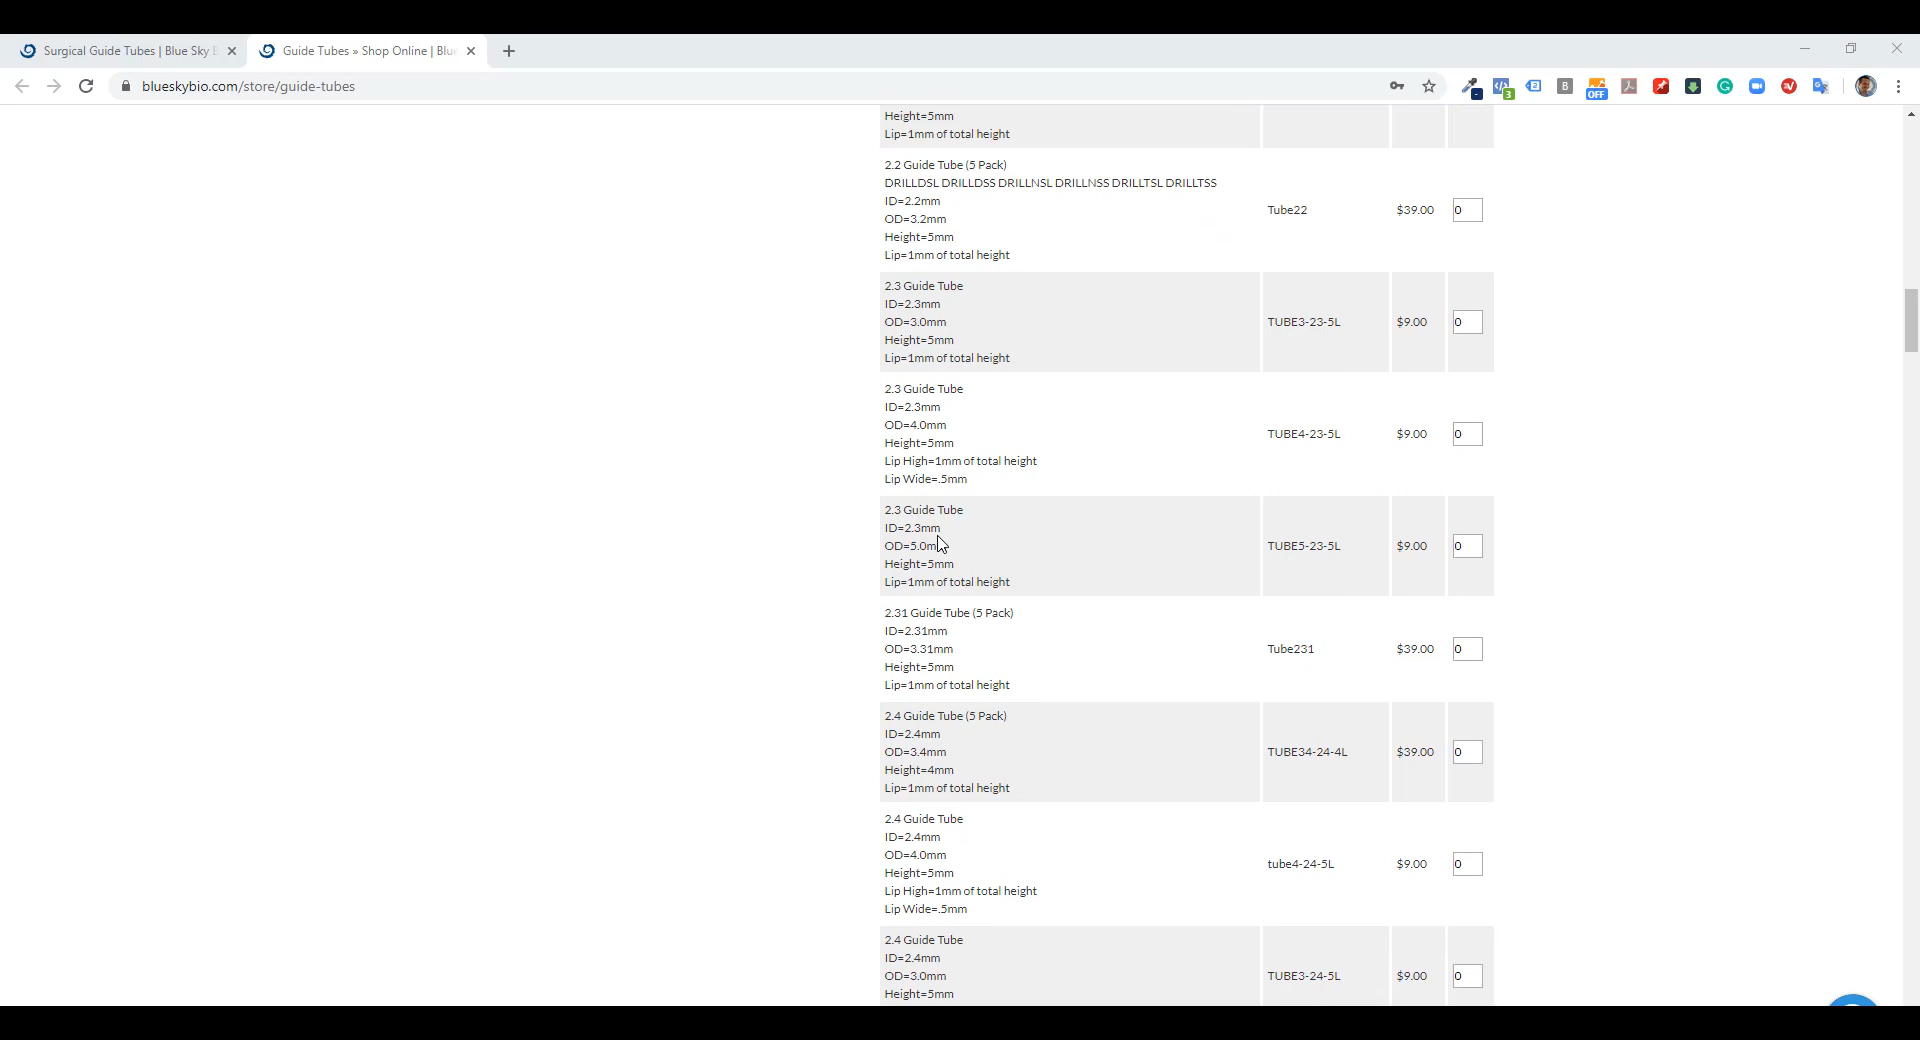 Surgical Guide Tubes | Blue Sky
Guide Tubes » Shop Online | Blue
blueskybio.com/store/guide-tubes
3
B
OFF
Height=5mm
Lip=1mm of total height
2.2 Guide Tube (5 Pack)
DRILLDSL DRILLDSS DRILLNSL DRILLNSS DRILLTSL DRILLTSS
ID=2.2mm
OD=3.2mm
Height=5mm
Lip=1mm of total height
Tube22
$39.00
0
2.3 Guide Tube
ID=2.3mm
OD=3.0mm
Height=5mm
Lip=1mm of total height
TUBE3-23-5L
$9.00
0
2.3 Guide Tube
ID=2.3mm
OD=4.0mm
Height=5mm
Lip High=1mm of total height
Lip Wide=.5mm
TUBE4-23-5L
$9.00
0
2.3 Guide Tube
ID=2.3mm
OD=5.0mm
Height=5mm
Lip=1mm of total height
TUBE5-23-5L
$9.00
0
2.31 Guide Tube (5 Pack)
ID=2.31mm
OD=3.31mm
Height=5mm
Lip=1mm of total height
Tube231
$39.00
0
2.4 Guide Tube (5 Pack)
ID=2.4mm
OD=3.4mm
Height=4mm
Lip=1mm of total height
TUBE34-24-4L
$39.00
0
2.4 Guide Tube
ID=2.4mm
OD=4.0mm
Height=5mm
Lip High=1mm of total height
Lip Wide=.5mm
tube4-24-5L
$9.00
0
2.4 Guide Tube
ID=2.4mm
OD=3.0mm
Height=5mm
TUBE3-24-5L
$9.00
0